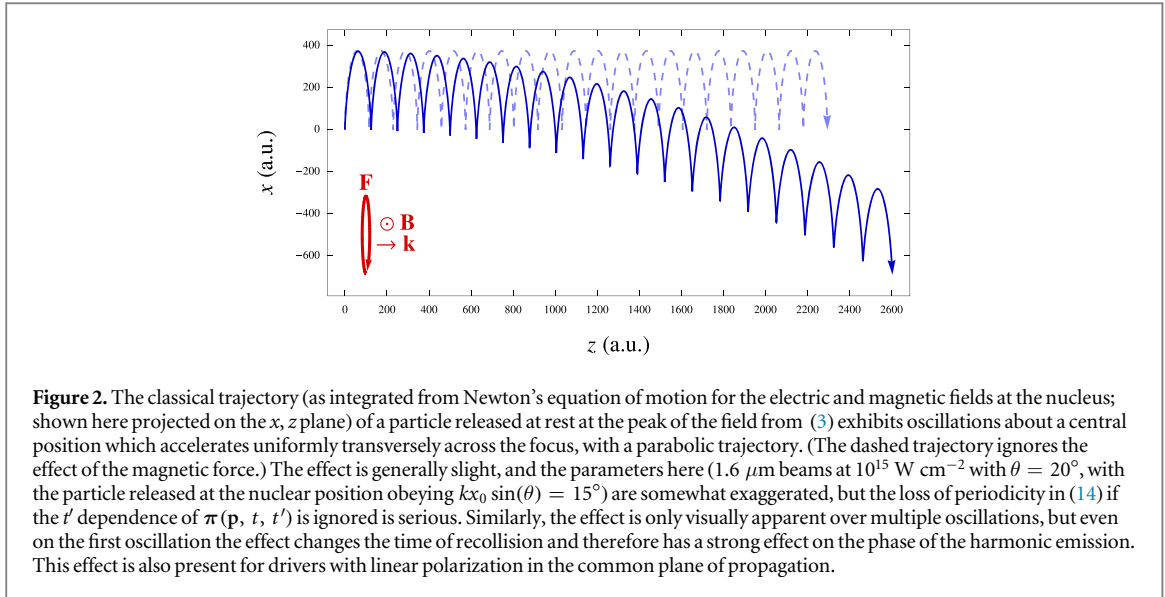 400
200
0
−200
−400
−600
x (a.u.)
F
⊙ B
→ k
0 200 400 600 800 1000 1200 1400 1600 1800 2000 2200 2400 2600
z (a.u.)
Figure 2. The classical trajectory (as integrated from Newton's equation of motion for the electric and magnetic fields at the nucleus;
shown here projected on the x, z plane) of a particle released at rest at the peak of the field from (3) exhibits oscillations about a central
position which accelerates uniformly transversely across the focus, with a parabolic trajectory. (The dashed trajectory ignores the
effect of the magnetic force.) The effect is generally slight, and the parameters here (1.6 μm beams at 10¹⁵ W cm⁻² with θ = 20°, with
the particle released at the nuclear position obeying kx₀ sin(θ) = 15°) are somewhat exaggerated, but the loss of periodicity in (14) if
the t′ dependence of π(p, t, t′) is ignored is serious. Similarly, the effect is only visually apparent over multiple oscillations, but even
on the first oscillation the effect changes the time of recollision and therefore has a strong effect on the phase of the harmonic emission.
This effect is also present for drivers with linear polarization in the common plane of propagation.